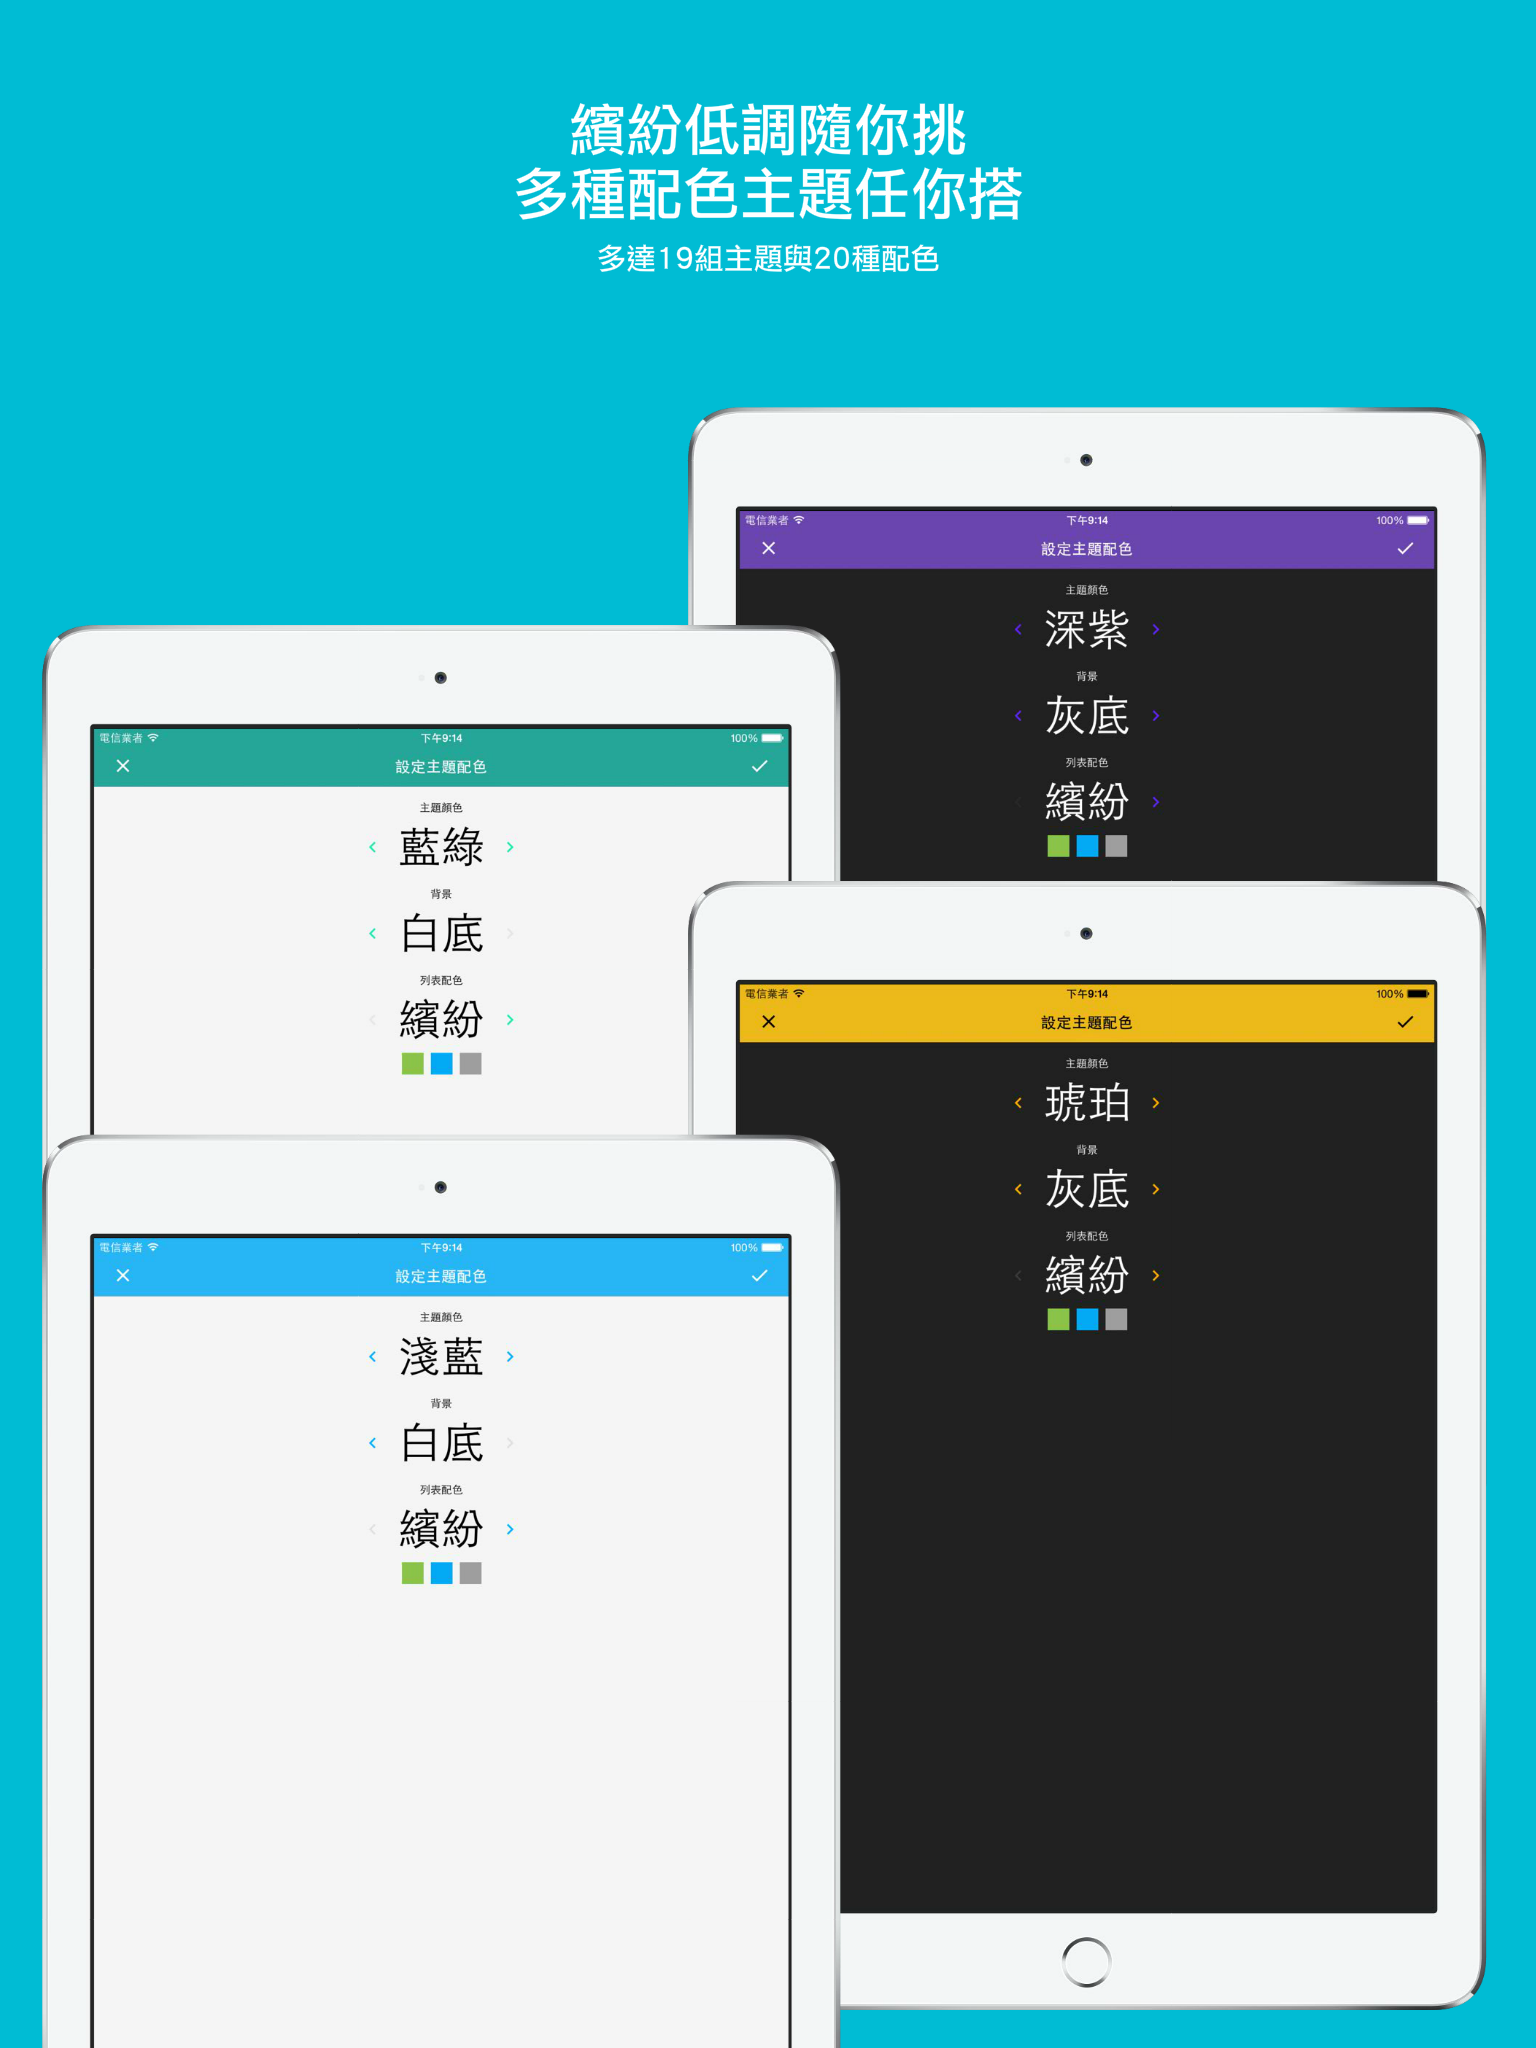 繽紛低調隨你挑
多種配色主題任你搭
多達19組主題與20種配色
電信業者 下午9:14 100%
設定主題配色
主題顏色
深紫
背景
灰底
列表配色
繽紛
電信業者 下午9:14 100%
設定主題配色
主題顏色
藍綠
背景
白底
列表配色
繽紛
電信業者 下午9:14 100%
設定主題配色
主題顏色
琥珀
背景
灰底
列表配色
繽紛
電信業者 下午9:14 100%
設定主題配色
主題顏色
淺藍
背景
白底
列表配色
繽紛